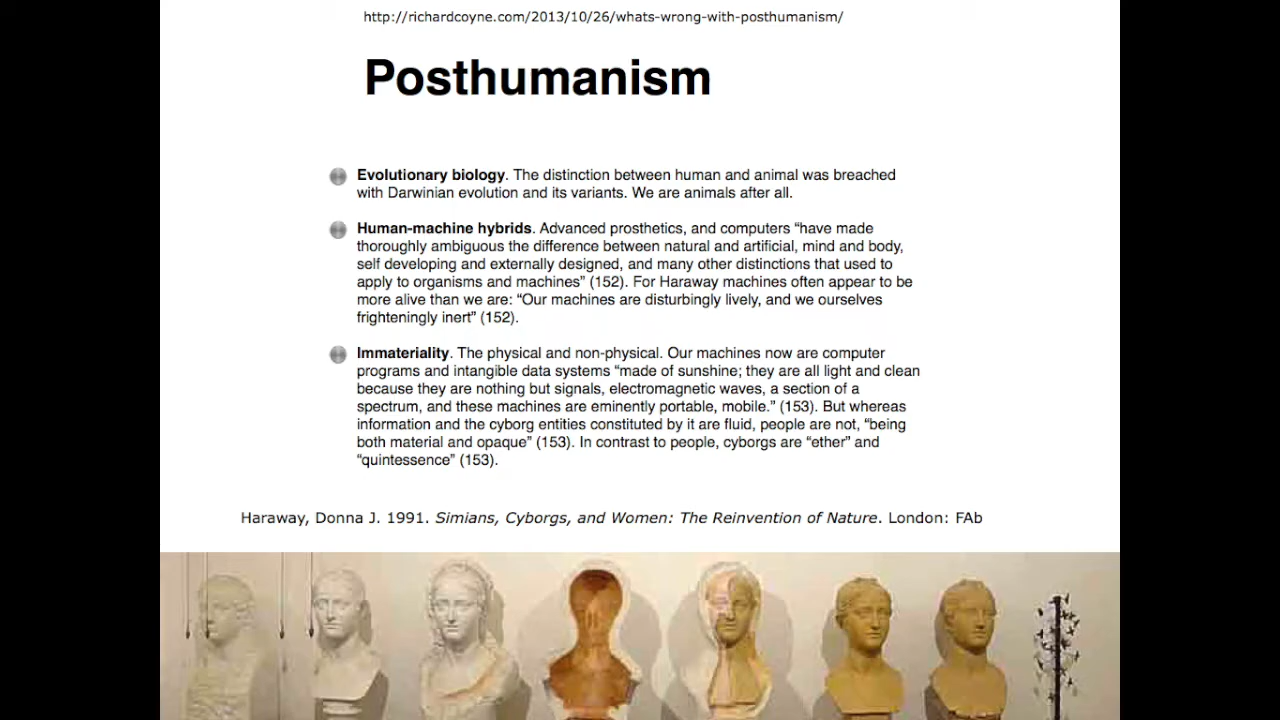 http://richardcoyne.com/2013/10/26/whats-wrong-with-posthumanism/
Posthumanism
Evolutionary biology. The distinction between human and animal was breached
with Darwinian evolution and its variants. We are animals after all.
Human-machine hybrids. Advanced prosthetics, and computers “have made
thoroughly ambiguous the difference between natural and artificial, mind and body,
self developing and externally designed, and many other distinctions that used to
apply to organisms and machines” (152). For Haraway machines often appear to be
more alive than we are: “Our machines are disturbingly lively, and we ourselves
frighteningly inert” (152).
Immateriality. The physical and non-physical. Our machines now are computer
programs and intangible data systems “made of sunshine; they are all light and clean
because they are nothing but signals, electromagnetic waves, a section of a
spectrum, and these machines are eminently portable, mobile.” (153). But whereas
information and the cyborg entities constituted by it are fluid, people are not, “being
both material and opaque” (153). In contrast to people, cyborgs are “ether” and
“quintessence” (153).
Haraway, Donna J. 1991. Simians, Cyborgs, and Women: The Reinvention of Nature. London: FAb